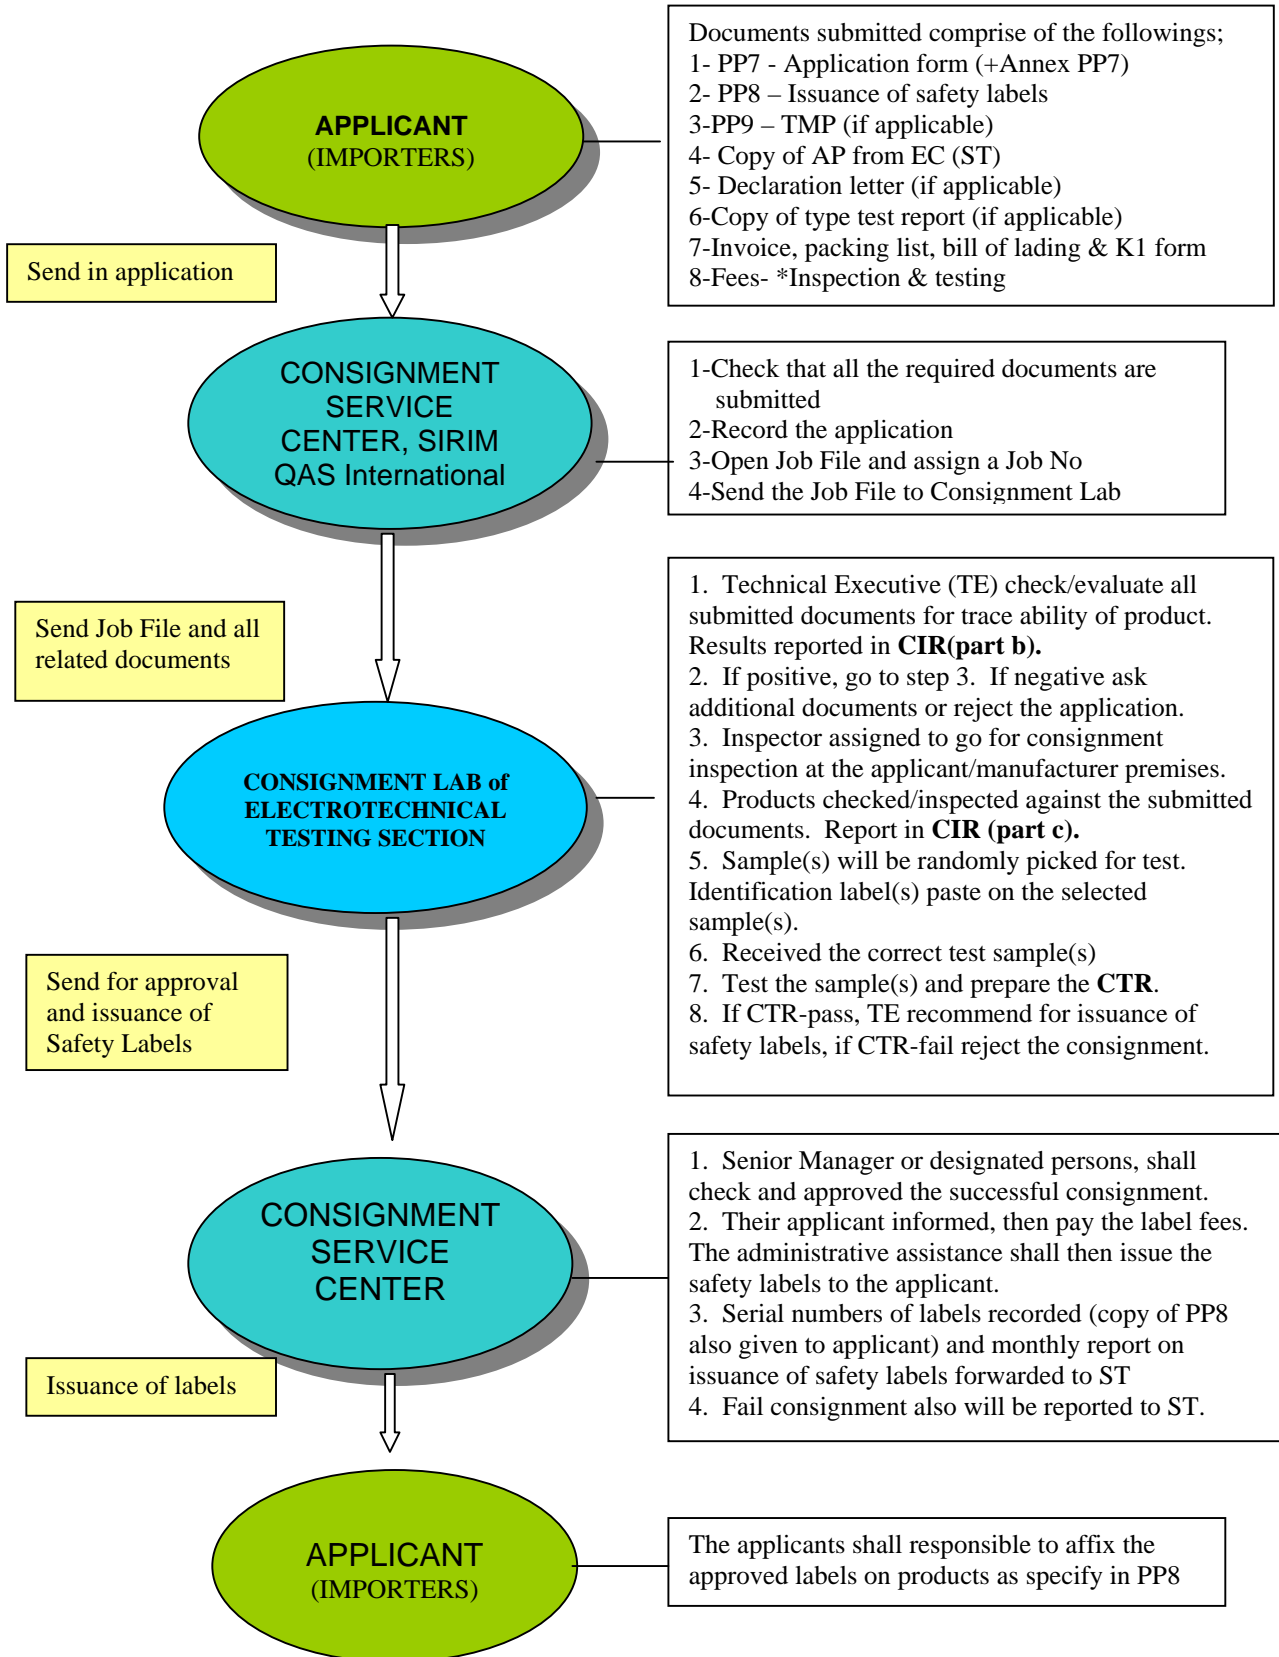 APPLICANT
(IMPORTERS)
Documents submitted comprise of the followings;
1- PP7 - Application form (+Annex PP7)
2- PP8 – Issuance of safety labels
3-PP9 – TMP (if applicable)
4- Copy of AP from EC (ST)
5- Declaration letter (if applicable)
6-Copy of type test report (if applicable)
7-Invoice, packing list, bill of lading & K1 form
8-Fees- *Inspection & testing
Send in application
CONSIGNMENT
SERVICE
CENTER, SIRIM
QAS International
1-Check that all the required documents are
submitted
2-Record the application
3-Open Job File and assign a Job No
4-Send the Job File to Consignment Lab
Send Job File and all
related documents
CONSIGNMENT LAB of
ELECTROTECHNICAL
TESTING SECTION
1. Technical Executive (TE) check/evaluate all
submitted documents for trace ability of product.
Results reported in CIR(part b).
2. If positive, go to step 3. If negative ask
additional documents or reject the application.
3. Inspector assigned to go for consignment
inspection at the applicant/manufacturer premises.
4. Products checked/inspected against the submitted
documents. Report in CIR (part c).
5. Sample(s) will be randomly picked for test.
Identification label(s) paste on the selected
sample(s).
6. Received the correct test sample(s)
7. Test the sample(s) and prepare the CTR.
8. If CTR-pass, TE recommend for issuance of
safety labels, if CTR-fail reject the consignment.
Send for approval
and issuance of
Safety Labels
CONSIGNMENT
SERVICE
CENTER
1. Senior Manager or designated persons, shall
check and approved the successful consignment.
2. Their applicant informed, then pay the label fees.
The administrative assistance shall then issue the
safety labels to the applicant.
3. Serial numbers of labels recorded (copy of PP8
also given to applicant) and monthly report on
issuance of safety labels forwarded to ST
4. Fail consignment also will be reported to ST.
Issuance of labels
APPLICANT
(IMPORTERS)
The applicants shall responsible to affix the
approved labels on products as specify in PP8